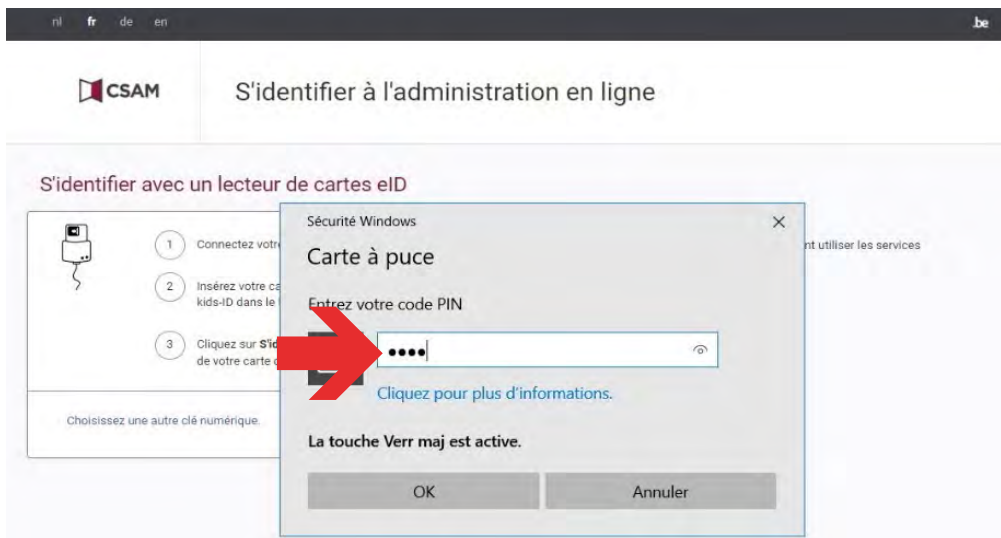 nl fr de en .be
CSAM S'identifier à l'administration en ligne
S'identifier avec un lecteur de cartes eID
1 Connectez votre
nt utiliser les services
2 Insérez votre ca
kids-ID dans le
3 Cliquez sur S'id
de votre carte
Choisissez une autre clé numérique.
Sécurité Windows
Carte à puce
Entrez votre code PIN
Cliquez pour plus d'informations.
La touche Verr maj est active.
OK Annuler